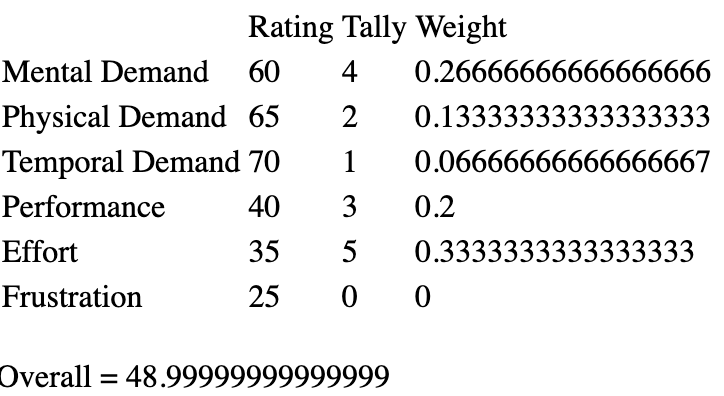 Rating Tally Weight
Mental Demand 60 4 0.26666666666666666
Physical Demand 65 2 0.13333333333333333
Temporal Demand 70 1 0.06666666666666667
Performance 40 3 0.2
Effort 35 5 0.3333333333333333
Frustration 25 0 0
Overall = 48.99999999999999